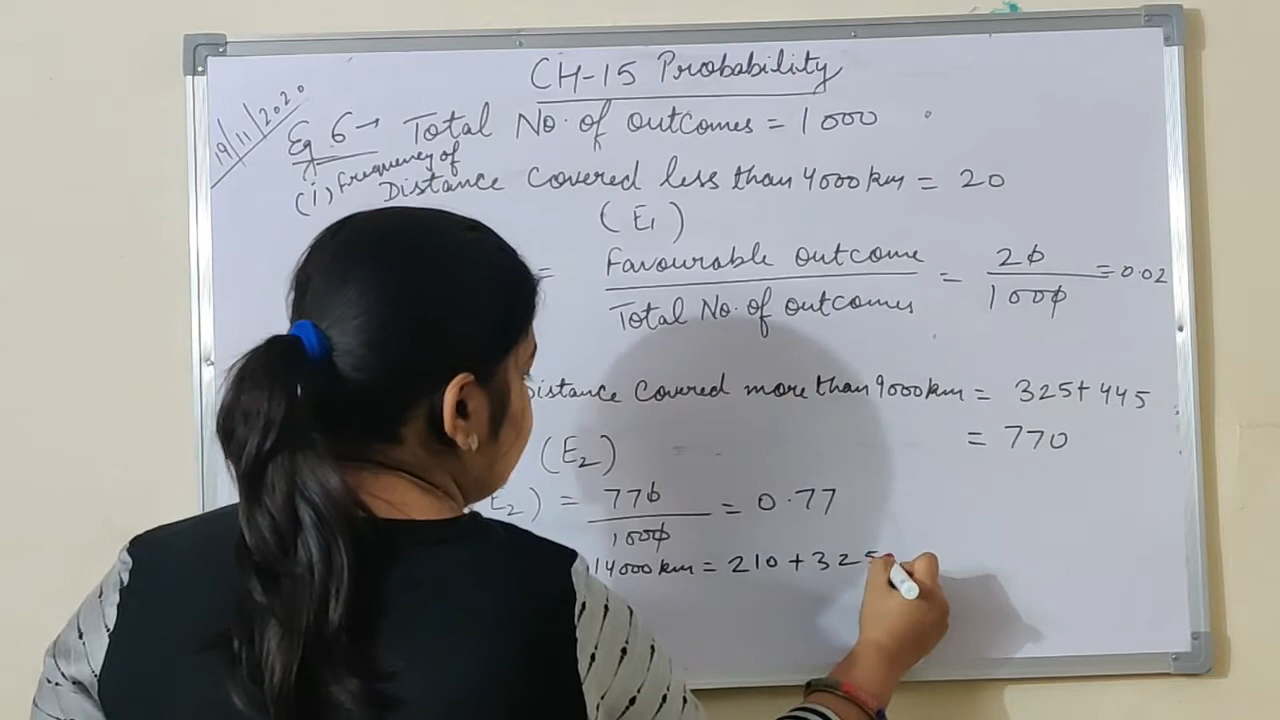 CH-15 Probability
19/11/2020
Eg 6→ Total No. of outcomes = 1000
(i) Frequency of
Distance covered less than 4000 km = 20
(E₁)
= Favourable outcome / Total No. of outcomes = 20/1000 = 0.02
Distance covered more than 9000 km = 325 + 445
= 770
(E₂)
E₂) = 770/1000 = 0.77
14000 km = 210 + 325